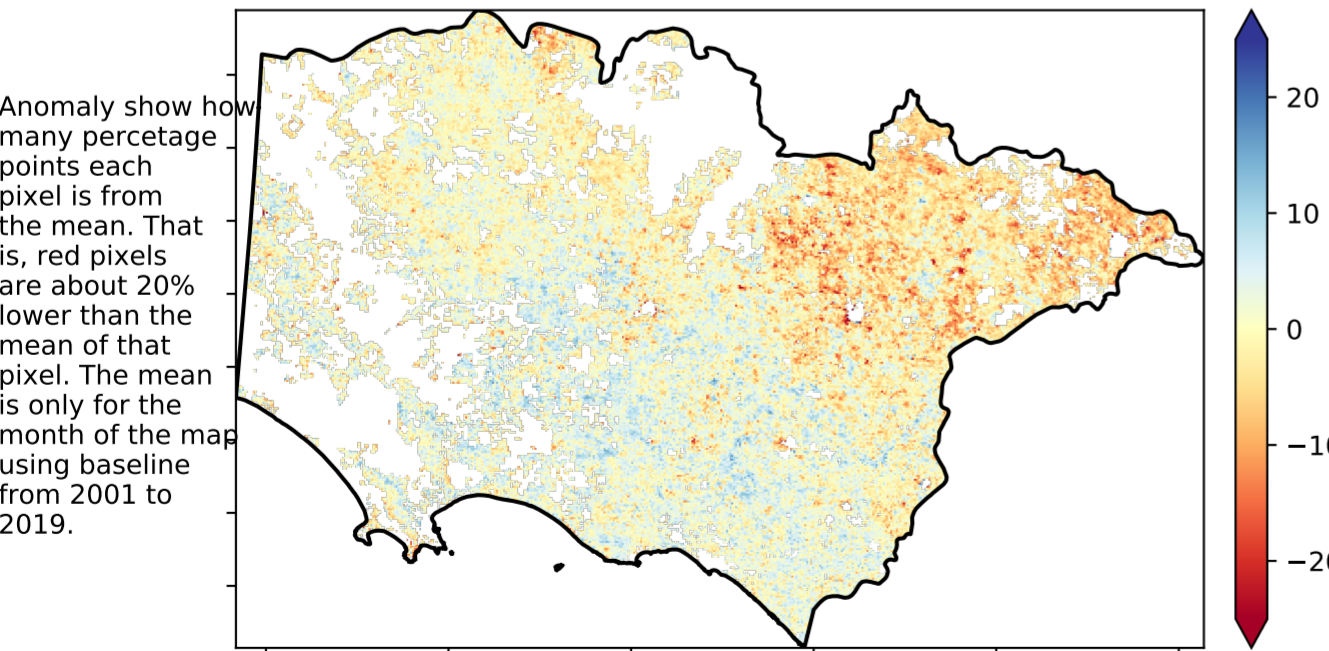 Anomaly show how
many percetage
points each
pixel is from
the mean. That
is, red pixels
are about 20%
lower than the
mean of that
pixel. The mean
is only for the
month of the map
using baseline
from 2001 to
2019.
20
10
0
−10
−20